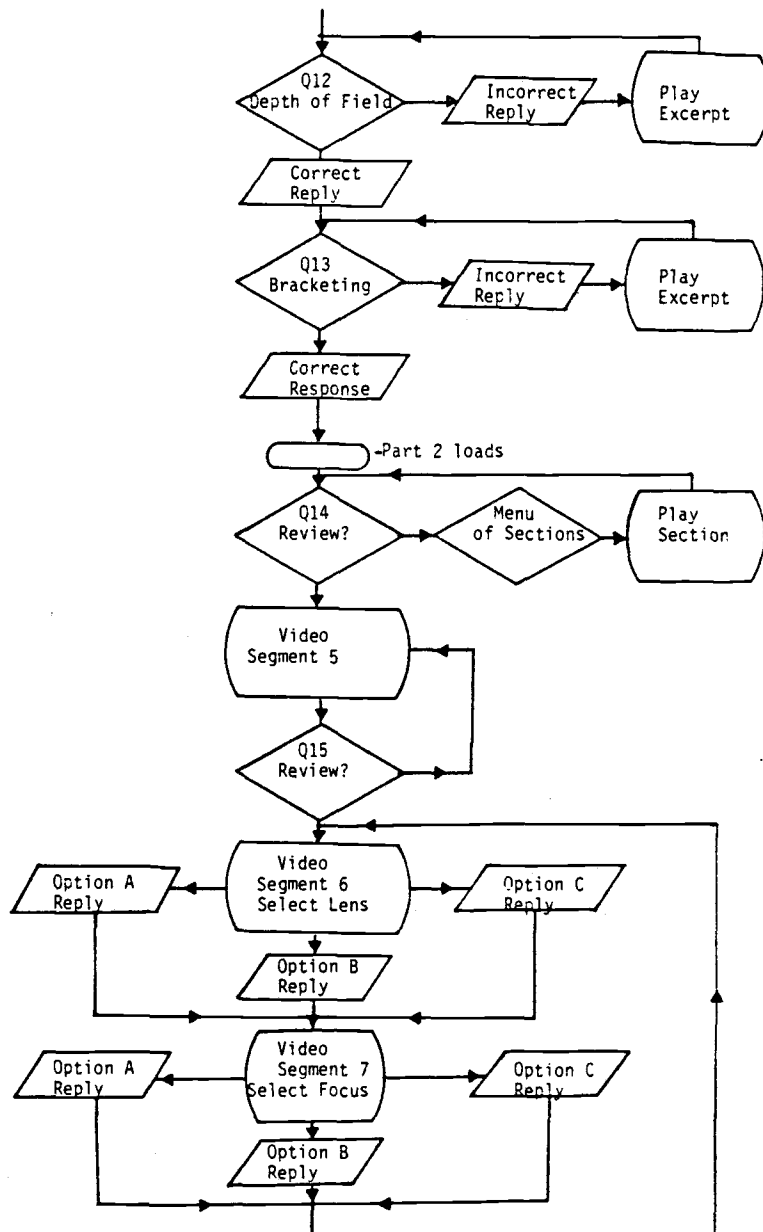 Q12
Depth of Field
Incorrect
Reply
Play
Excerpt
Correct
Reply
Q13
Bracketing
Incorrect
Reply
Play
Excerpt
Correct
Response
-Part 2 loads
Q14
Review?
Menu
of Sections
Play
Section
Video
Segment 5
Q15
Review?
Video
Segment 6
Select Lens
Option A
Reply
Option C
Reply
Option B
Reply
Video
Segment 7
Select Focus
Option A
Reply
Option C
Reply
Option B
Reply